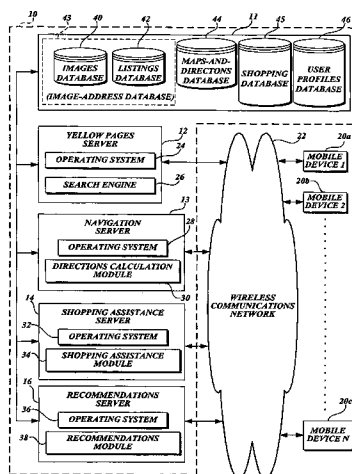 10
43
40
42
44
11
45
46
IMAGES
DATABASE
LISTINGS
DATABASE
(IMAGE-ADDRESS DATABASE)
MAPS-AND-
DIRECTIONS
DATABASE
SHOPPING
DATABASE
USER
PROFILES
DATABASE
YELLOW PAGES
SERVER
12
24
OPERATING SYSTEM
SEARCH ENGINE
26
13
NAVIGATION
SERVER
28
OPERATING SYSTEM
DIRECTIONS CALCULATION
MODULE
30
14
SHOPPING ASSISTANCE
SERVER
32
OPERATING SYSTEM
34
SHOPPING ASSISTANCE
MODULE
16
RECOMMENDATIONS
SERVER
36
OPERATING SYSTEM
38
RECOMMENDATIONS
MODULE
22
WIRELESS
COMMUNICATIONS
NETWORK
20a
MOBILE
DEVICE 1
20b
MOBILE
DEVICE 2
20c
MOBILE
DEVICE N